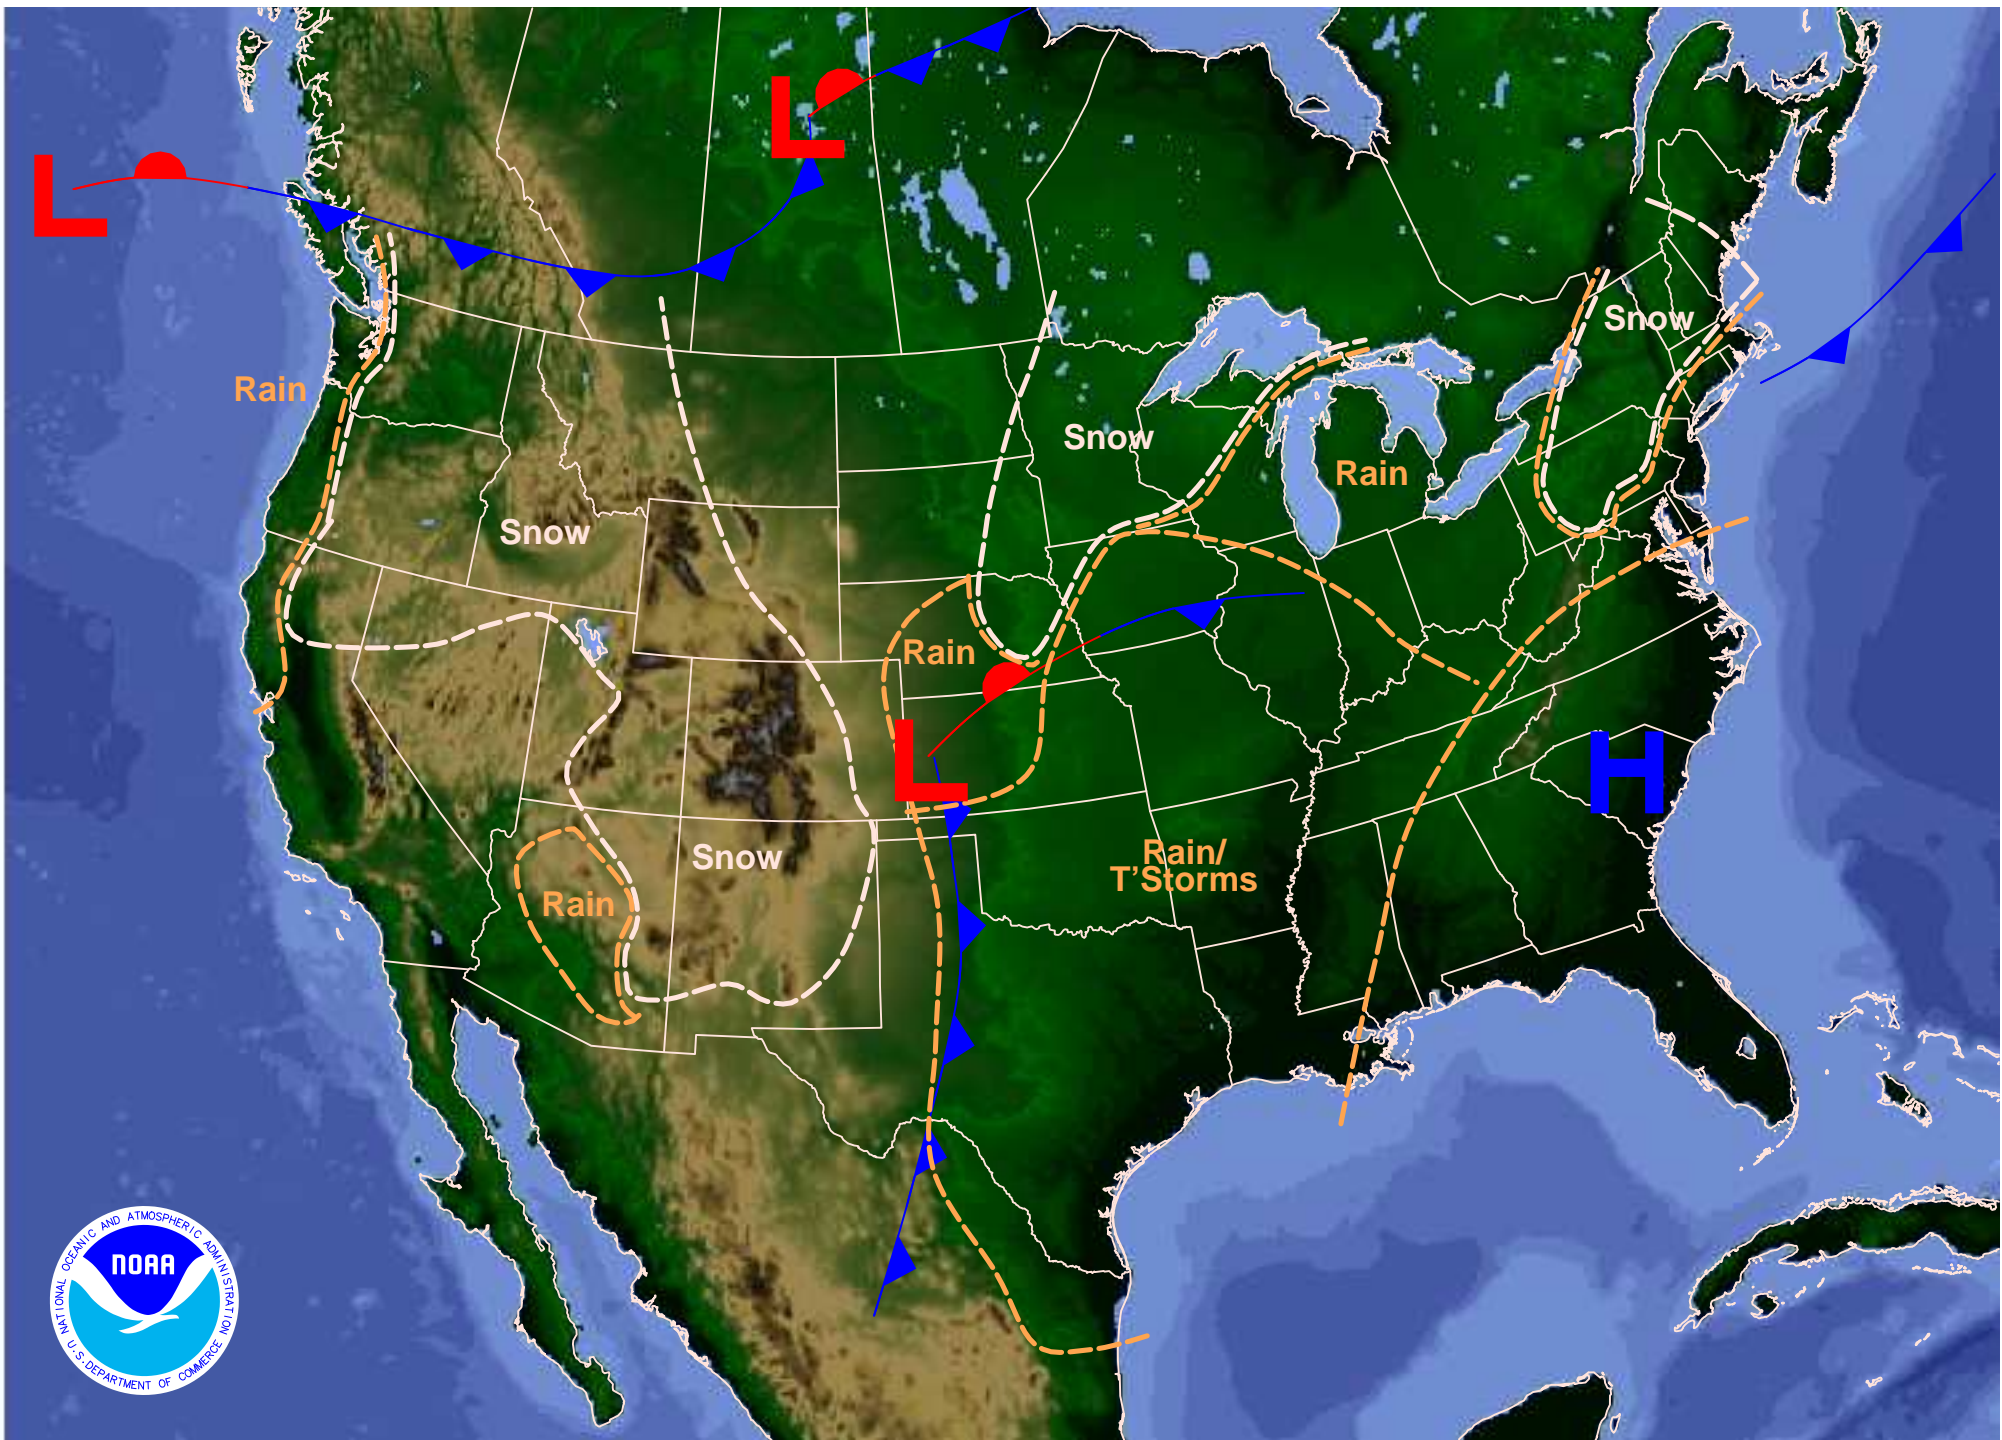 L
L
Snow
Rain
Snow
Rain
Snow
Rain
L
H
Rain/
T'Storms
Snow
Rain
NATIONAL OCEANIC AND ATMOSPHERIC ADMINISTRATION
NOAA
U.S. DEPARTMENT OF COMMERCE